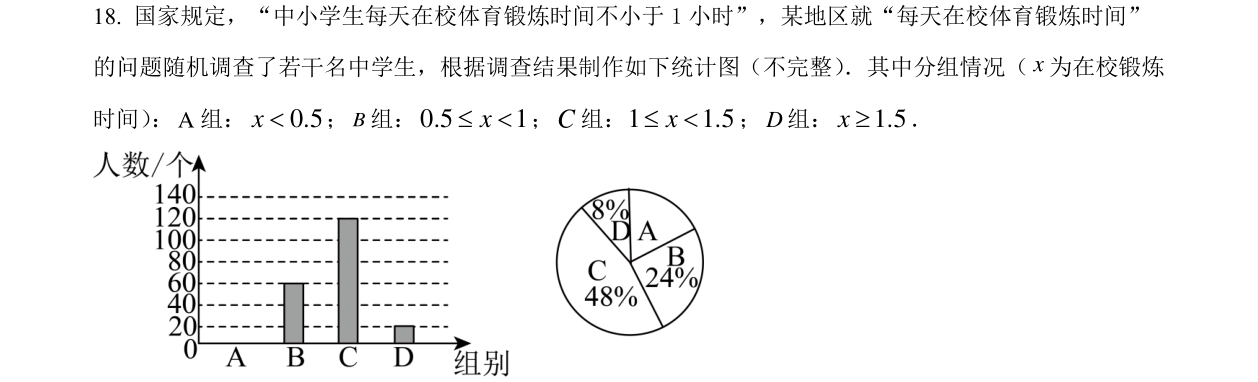 18. 国家规定，“中小学生每天在校体育锻炼时间不小于 1 小时”，某地区就“每天在校体育锻炼时间”
的问题随机调查了若干名中学生，根据调查结果制作如下统计图（不完整）．其中分组情况（x 为在校锻炼
时间）：A 组：x < 0.5；B 组：0.5 ≤ x < 1；C 组：1 ≤ x < 1.5；D 组：x ≥ 1.5．
人数/个
140
120
100
80
60
40
20
0
A B C D 组别
8%
D A
B
24%
C
48%